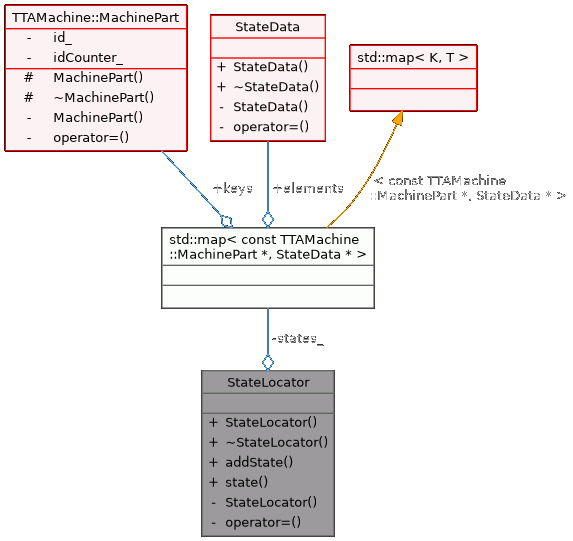 TTAMachine::MachinePart
- id_
- idCounter_
# MachinePart()
# ~MachinePart()
- MachinePart()
- operator=()
StateData
+ StateData()
+ ~StateData()
- StateData()
- operator=()
std::map< K, T >
+keys
+elements
< const TTAMachine
::MachinePart *, StateData * >
std::map< const TTAMachine
::MachinePart *, StateData * >
-states_
StateLocator
+ StateLocator()
+ ~StateLocator()
+ addState()
+ state()
- StateLocator()
- operator=()